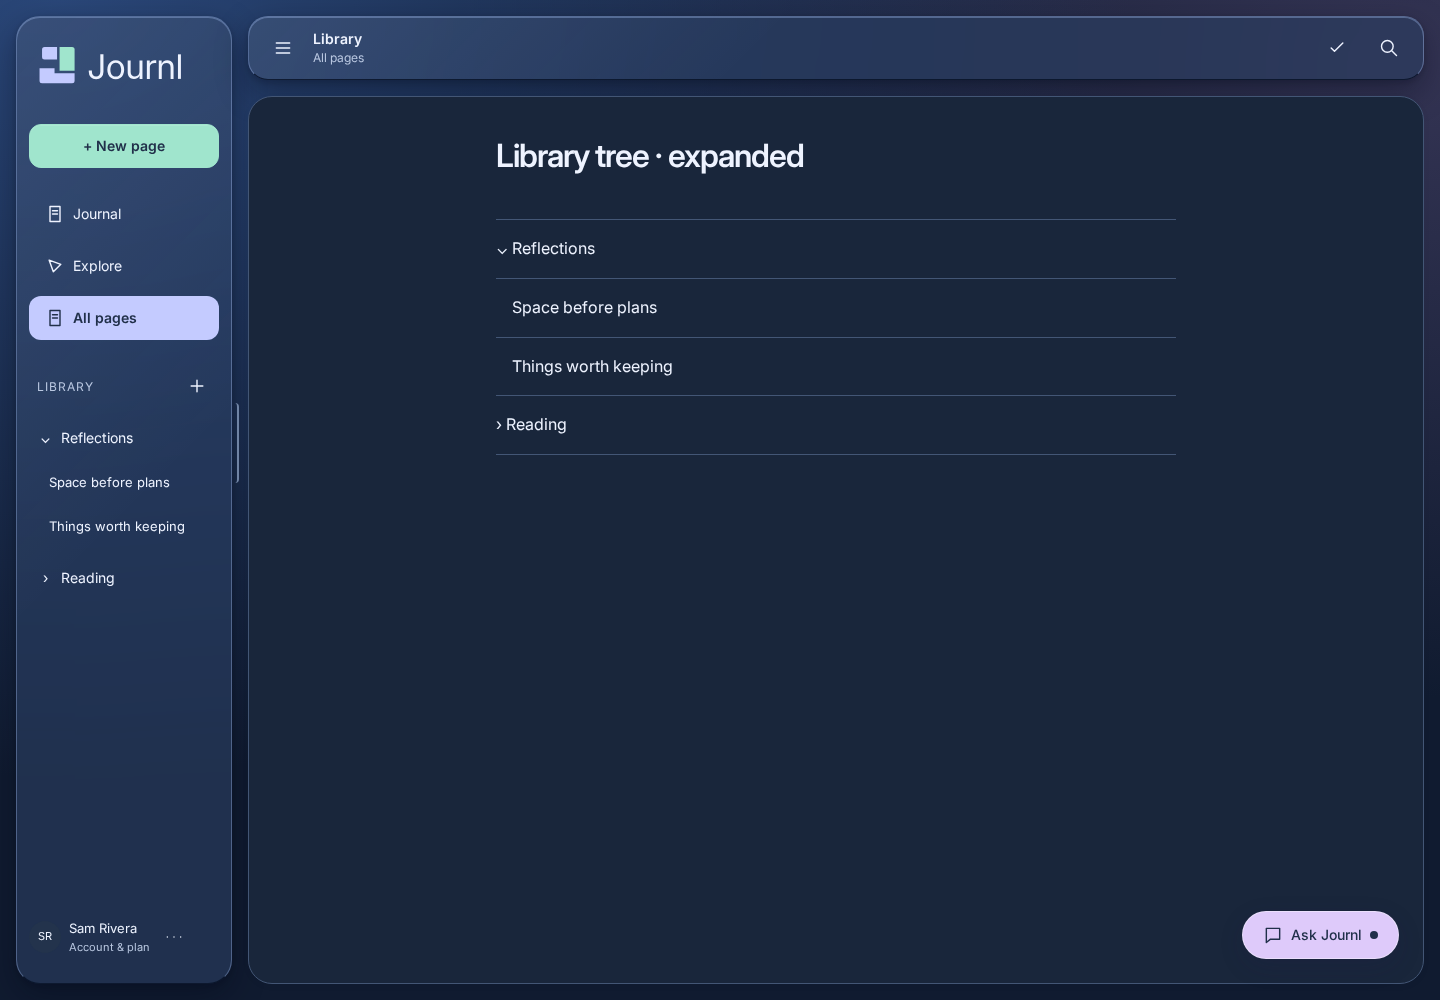 Journl
+ New page
Journal
Explore
All pages
LIBRARY
Reflections
Space before plans
Things worth keeping
› Reading
SR
Sam Rivera
Account & plan
...
Library
All pages
Library tree · expanded
Reflections
Space before plans
Things worth keeping
› Reading
Ask Journl